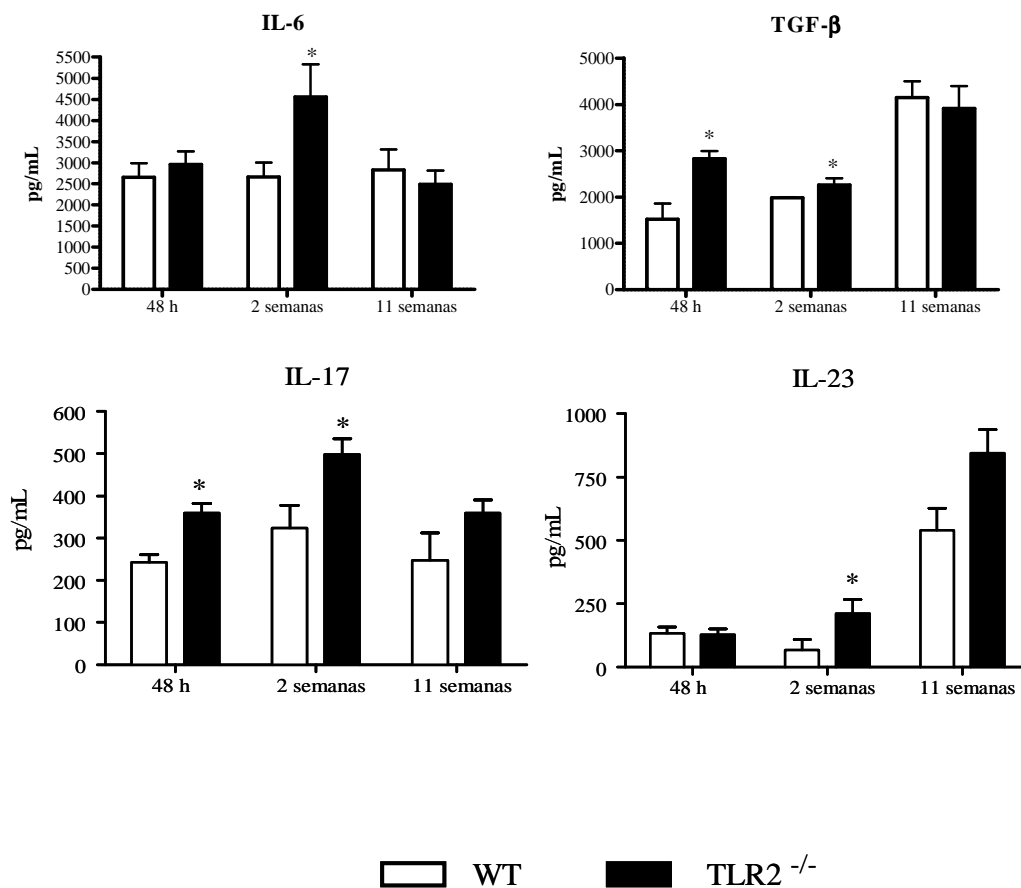 IL-6
5500
5000
4500
4000
3500
3000
2500
2000
1500
1000
500
0
pg/mL
*
48 h 2 semanas 11 semanas
TGF-β
5000
4000
3000
2000
1000
0
pg/mL
* *
48 h 2 semanas 11 semanas
IL-17
600
500
400
300
200
100
0
pg/mL
* *
48 h 2 semanas 11 semanas
IL-23
1000
750
500
250
0
pg/mL
*
48 h 2 semanas 11 semanas
WT TLR2 -/-